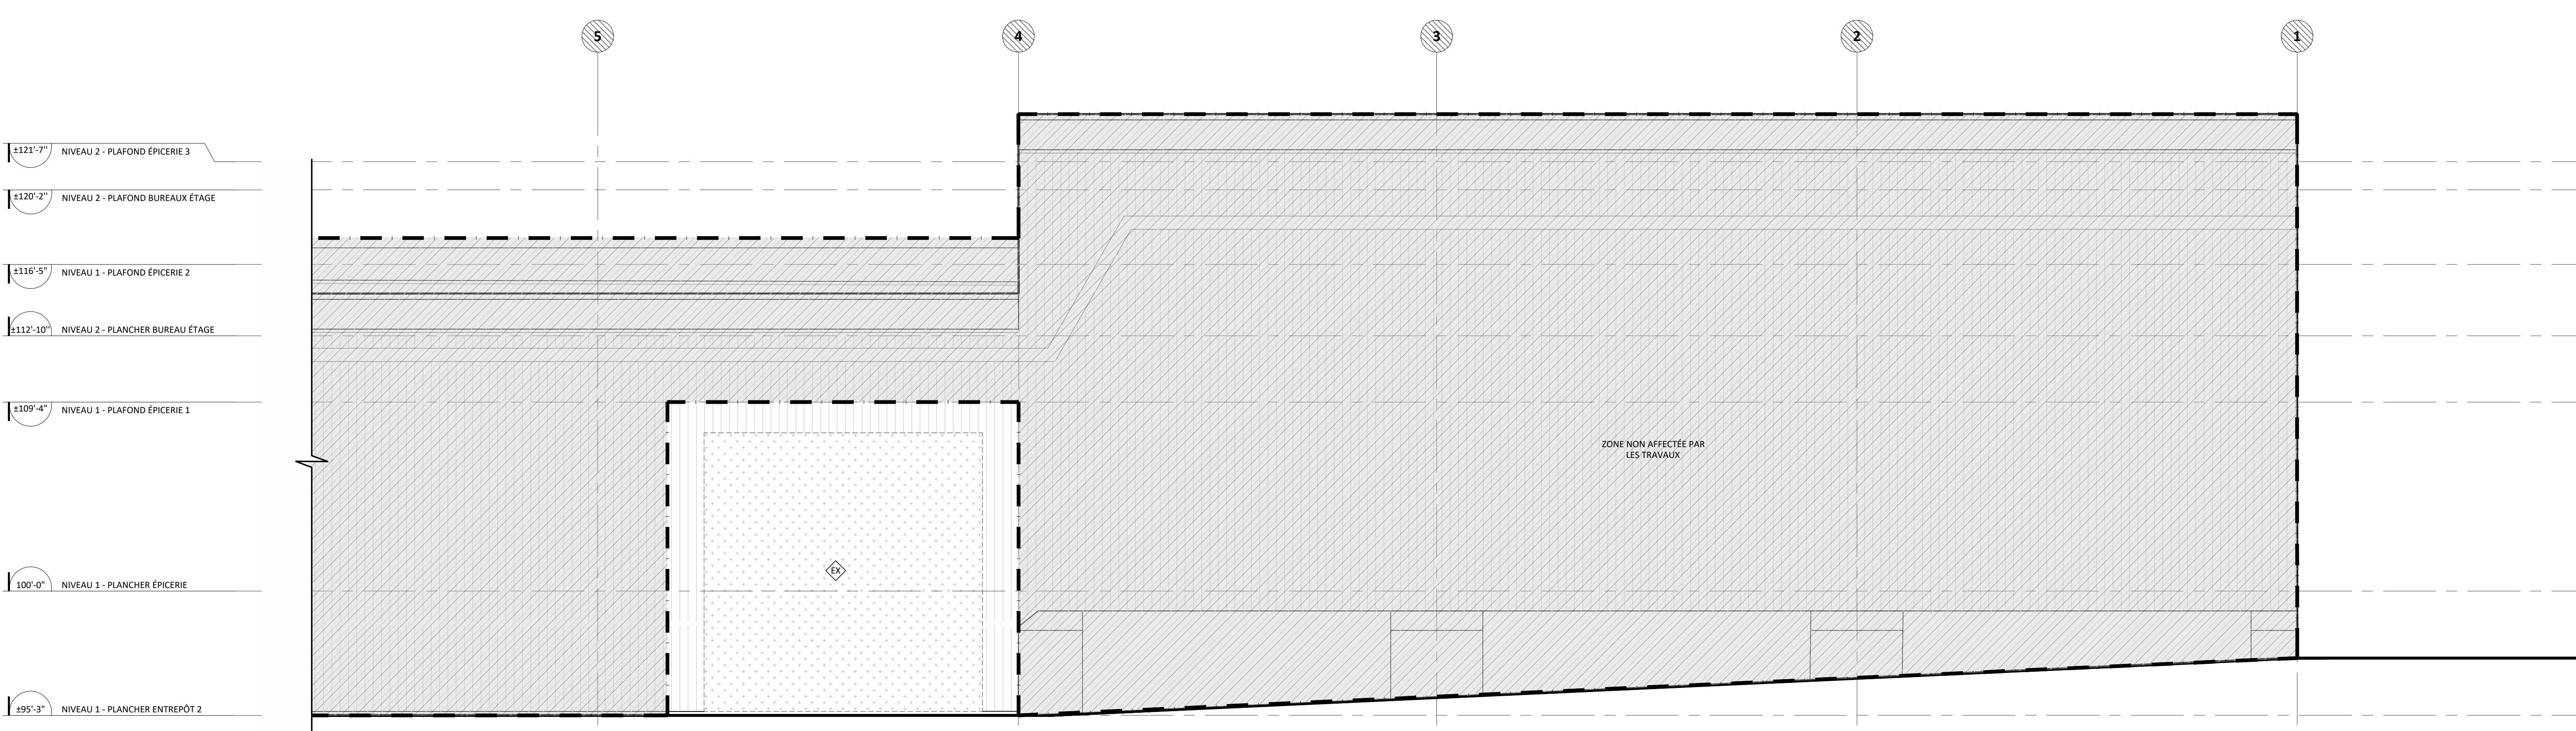 5
4
3
2
1
±121'-7"
NIVEAU 2 - PLAFOND ÉPICERIE 3
±120'-2"
NIVEAU 2 - PLAFOND BUREAUX ÉTAGE
±116'-5"
NIVEAU 1 - PLAFOND ÉPICERIE 2
±112'-10"
NIVEAU 2 - PLANCHER BUREAU ÉTAGE
±109'-4"
NIVEAU 1 - PLAFOND ÉPICERIE 1
ZONE NON AFFECTÉE PAR
LES TRAVAUX
EX
100'-0"
NIVEAU 1 - PLANCHER ÉPICERIE
±95'-3"
NIVEAU 1 - PLANCHER ENTREPÔT 2